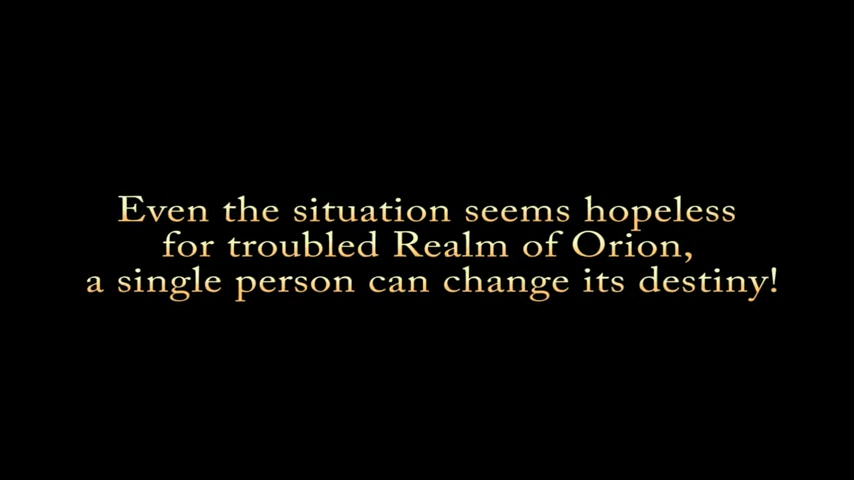 Even the situation seems hopeless
for troubled Realm of Orion,
a single person can change its destiny!